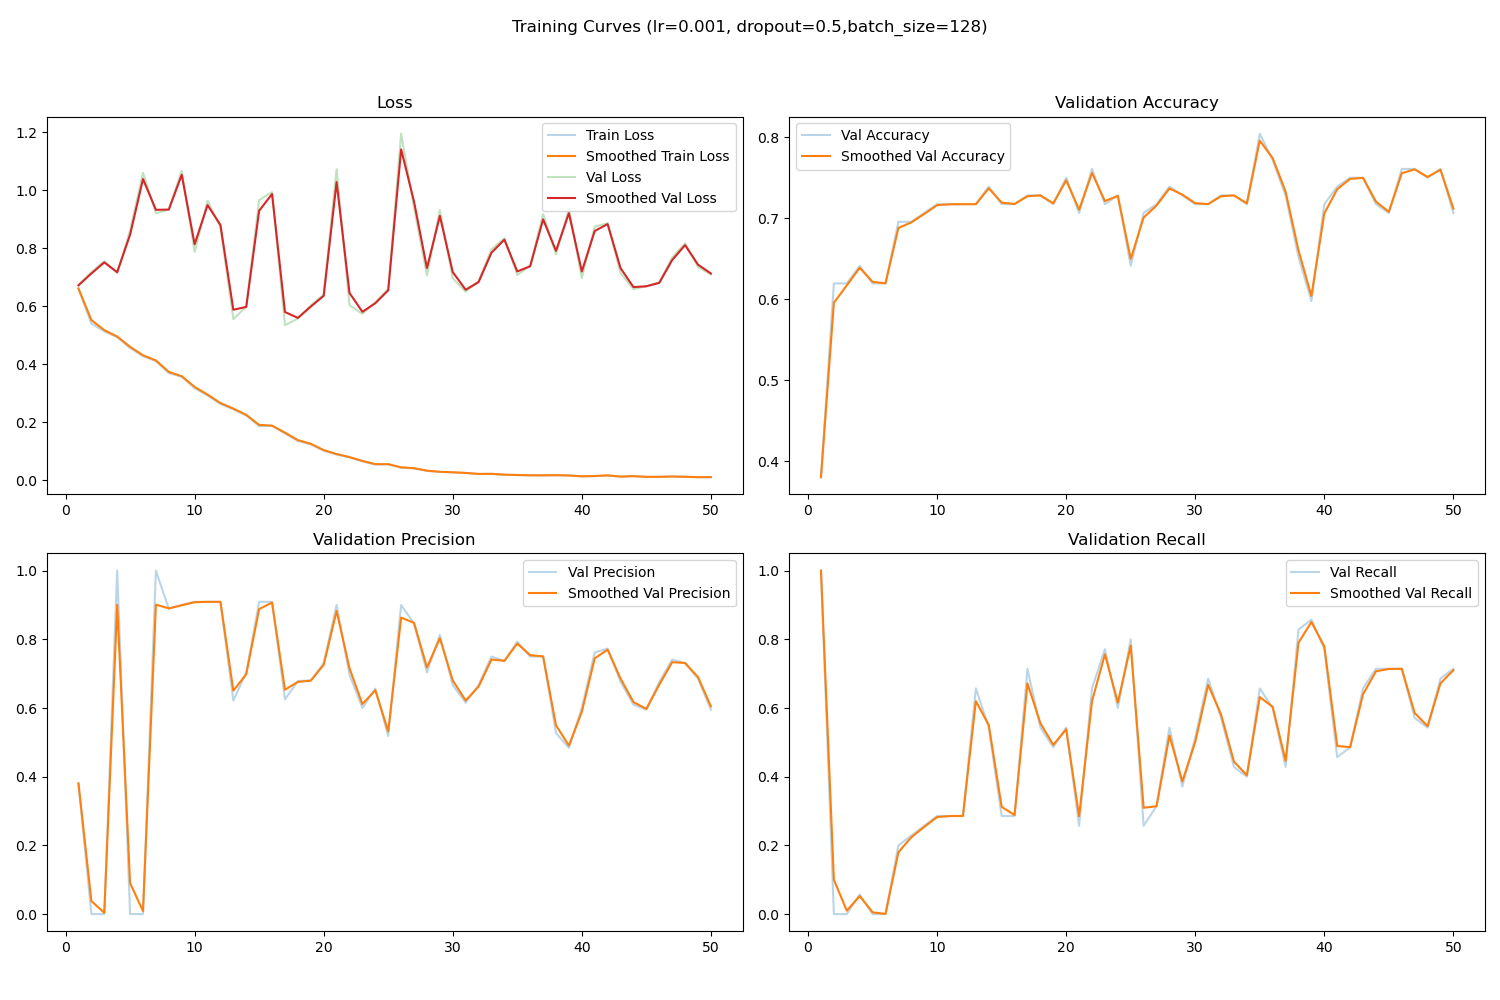 Training Curves (lr=0.001, dropout=0.5,batch_size=128)
Loss
Train Loss
Smoothed Train Loss
Val Loss
Smoothed Val Loss
1.2
1.0
0.8
0.6
0.4
0.2
0.0
0 10 20 30 40 50
Validation Accuracy
Val Accuracy
Smoothed Val Accuracy
0.8
0.7
0.6
0.5
0.4
0 10 20 30 40 50
Validation Precision
Val Precision
Smoothed Val Precision
1.0
0.8
0.6
0.4
0.2
0.0
0 10 20 30 40 50
Validation Recall
Val Recall
Smoothed Val Recall
1.0
0.8
0.6
0.4
0.2
0.0
0 10 20 30 40 50